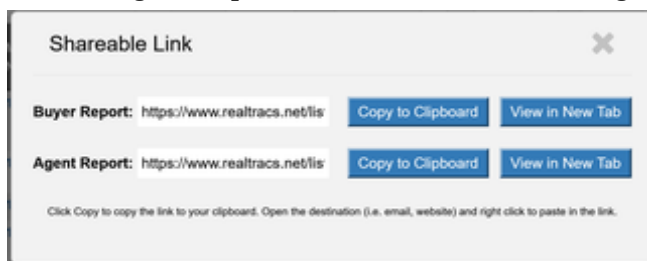 Shareable Link
Buyer Report: https://www.realtracs.net/lis Copy to Clipboard View in New Tab
Agent Report: https://www.realtracs.net/lis Copy to Clipboard View in New Tab
Click Copy to copy the link to your clipboard. Open the destination (i.e. email, website) and right click to paste in the link.